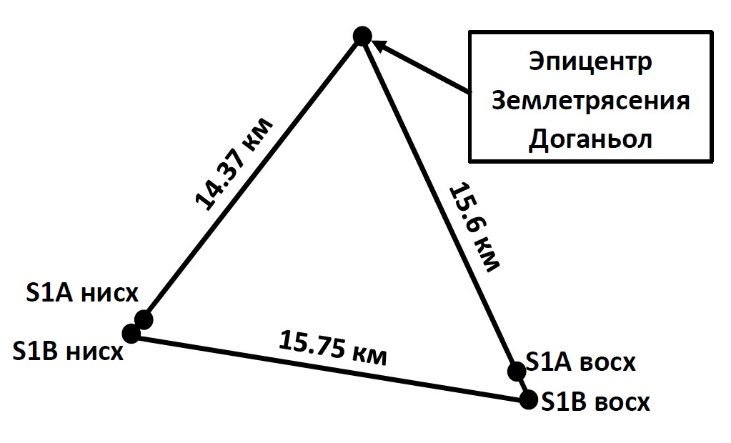 Эпицентр
Землетрясения
Доганьол
14.37 км
15.6 км
S1A нисх
S1B нисх
15.75 км
S1A восх
S1B восх